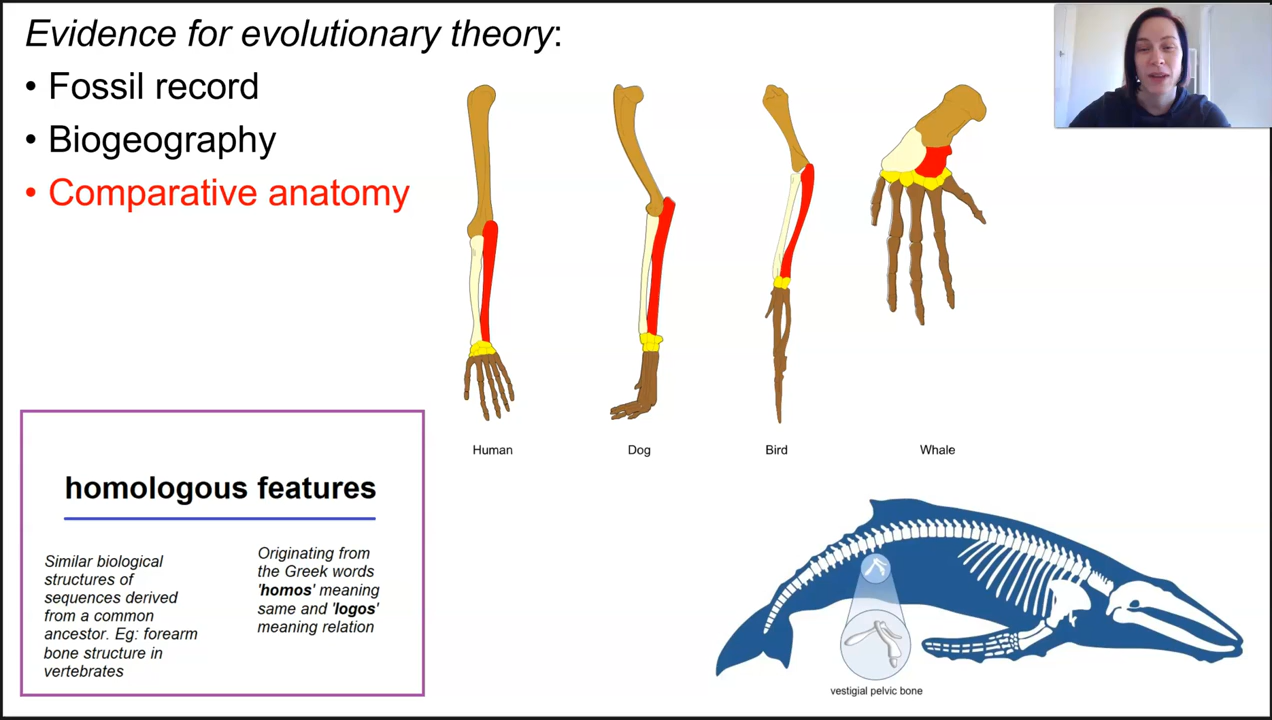 Evidence for evolutionary theory:
• Fossil record
• Biogeography
• Comparative anatomy
Human
Dog
Bird
Whale
homologous features
Similar biological
structures of
sequences derived
from a common
ancestor. Eg: forearm
bone structure in
vertebrates
Originating from
the Greek words
'homos' meaning
same and 'logos'
meaning relation
vestigial pelvic bone